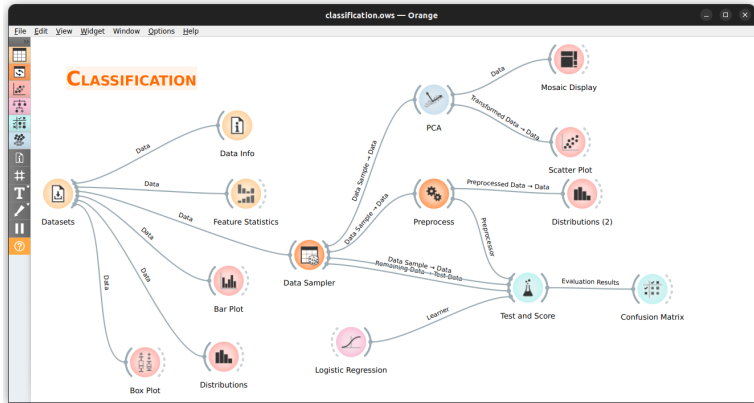 classification.ows — Orange
File Edit View Widget Window Options Help
CLASSIFICATION
Data
Mosaic Display
PCA
Transformed Data → Data
Scatter Plot
Data
Data Info
Data Sample → Data
Data
Feature Statistics
Datasets
Data
Data Sample → Data
Preprocess
Preprocessed Data → Data
Distributions (2)
Preprocessor
Data
Data
Data
Bar Plot
Data Sampler
Data Sample → Data
Remaining Data → Test Data
Test and Score
Evaluation Results
Confusion Matrix
Learner
Logistic Regression
Box Plot
Distributions
T
?